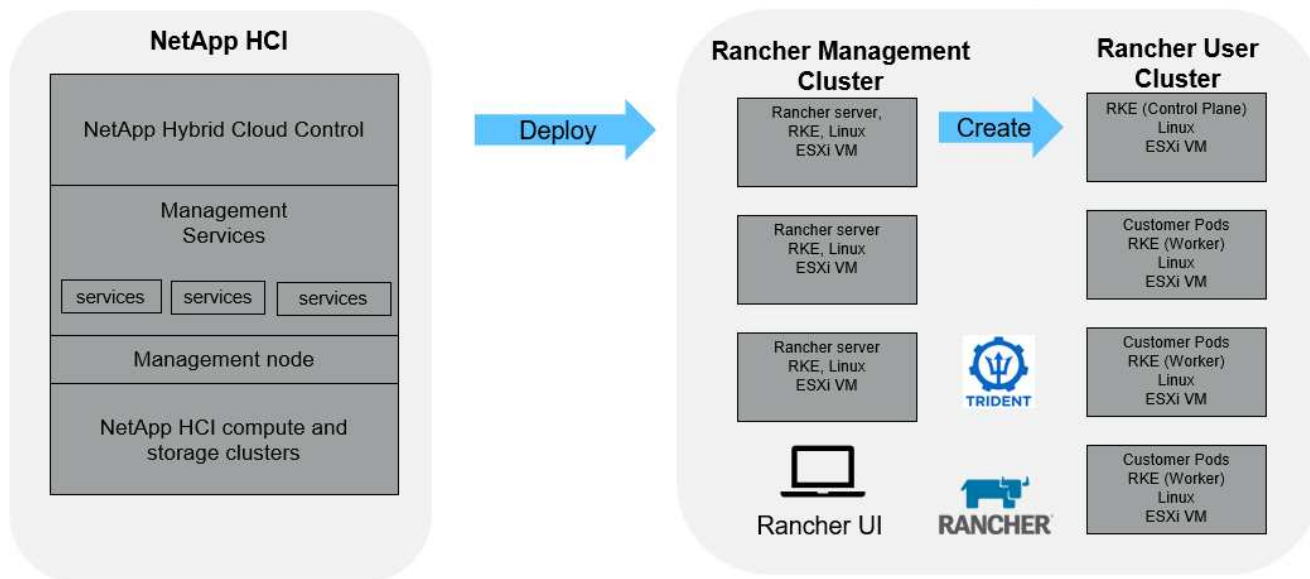 NetApp HCI
NetApp Hybrid Cloud Control
Management
Services
services
services
services
Management node
NetApp HCI compute and
storage clusters
Deploy
Rancher Management
Cluster
Rancher server,
RKE, Linux
ESXi VM
Rancher server
RKE, Linux
ESXi VM
Rancher server
RKE, Linux
ESXi VM
Rancher UI
Create
TRIDENT
RANCHER
Rancher User
Cluster
RKE (Control Plane)
Linux
ESXi VM
Customer Pods
RKE (Worker)
Linux
ESXi VM
Customer Pods
RKE (Worker)
Linux
ESXi VM
Customer Pods
RKE (Worker)
Linux
ESXi VM